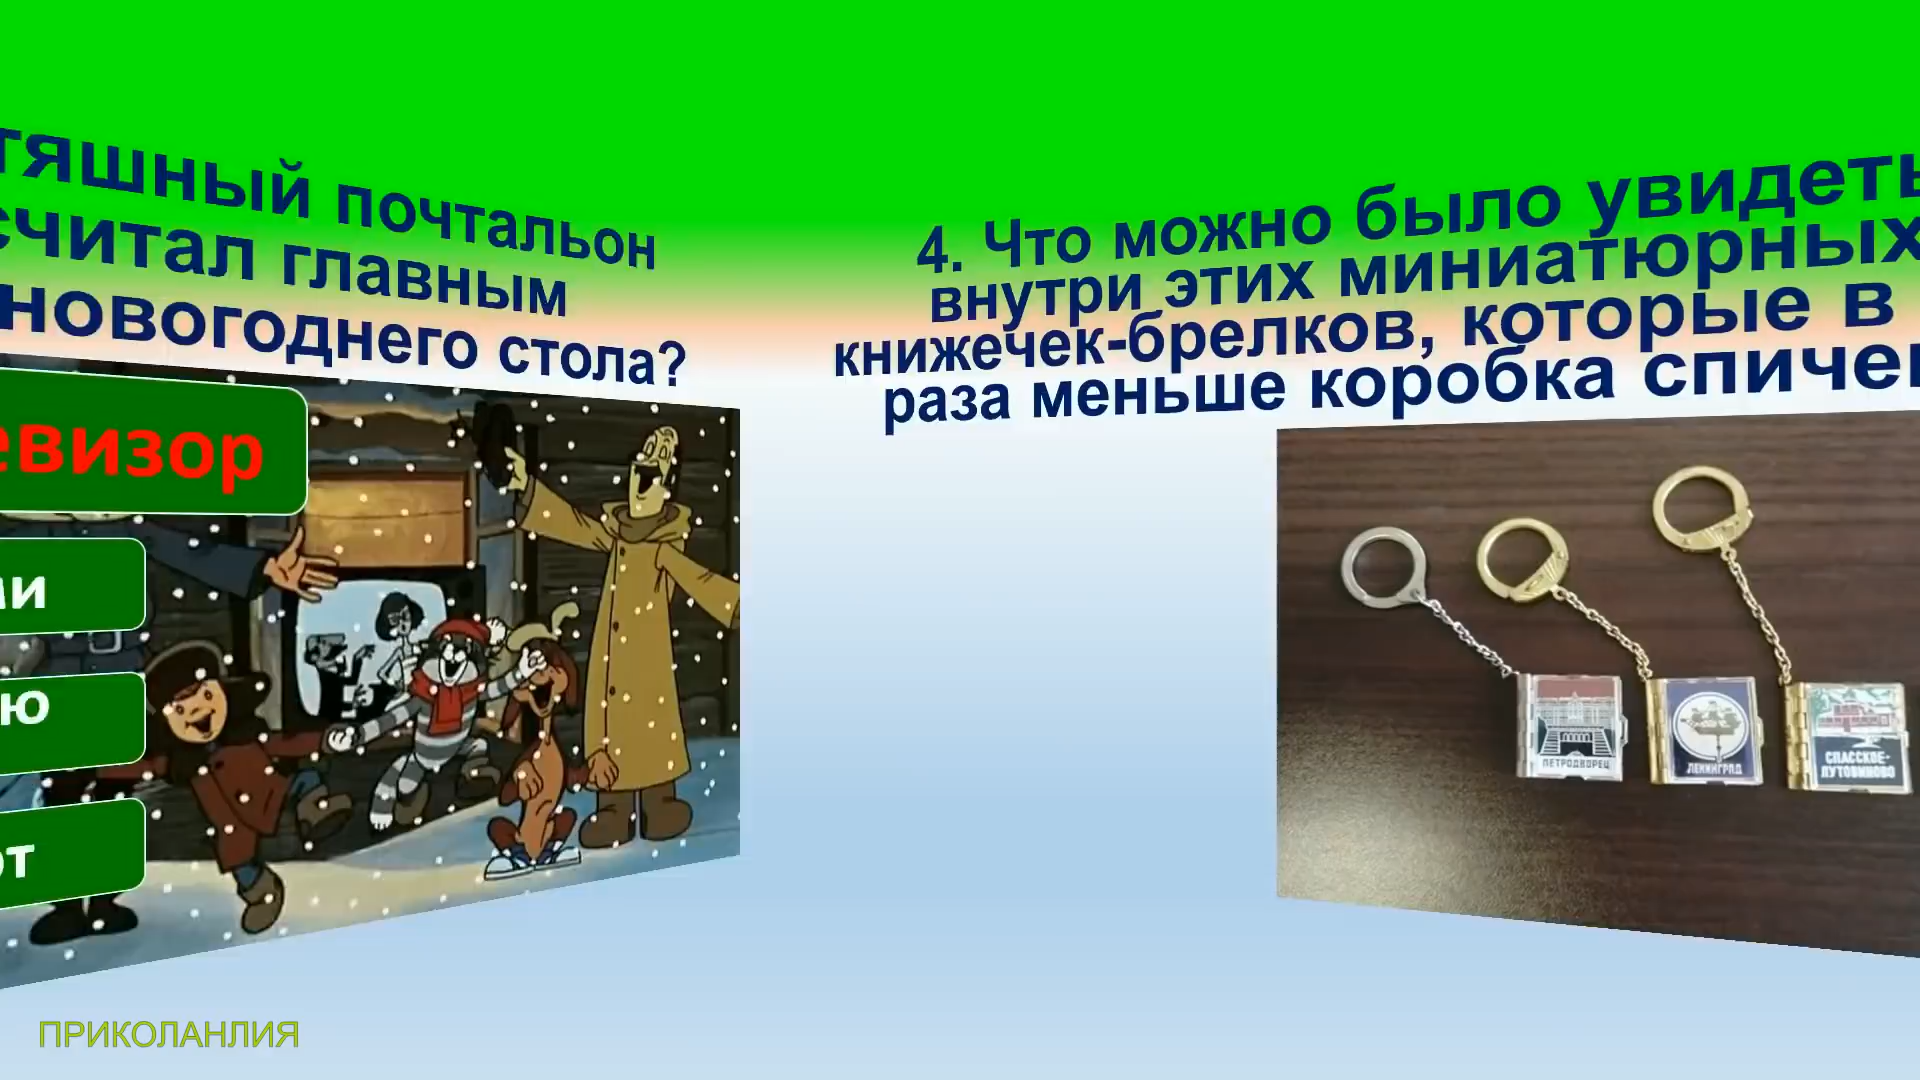 тяшный почтальон
считал главным
новогоднего стола?
евизор
ми
ю
от
4. Что можно было увидеть
внутри этих миниатюрных
книжечек-брелков, которые в
раза меньше коробка спичек
ПЕТРОДВОРЕЦ
ЛЕНИНГРАД
СПАССКОЕ-
ЛУТОВИНОВО
ПРИКОЛАНЛИЯ